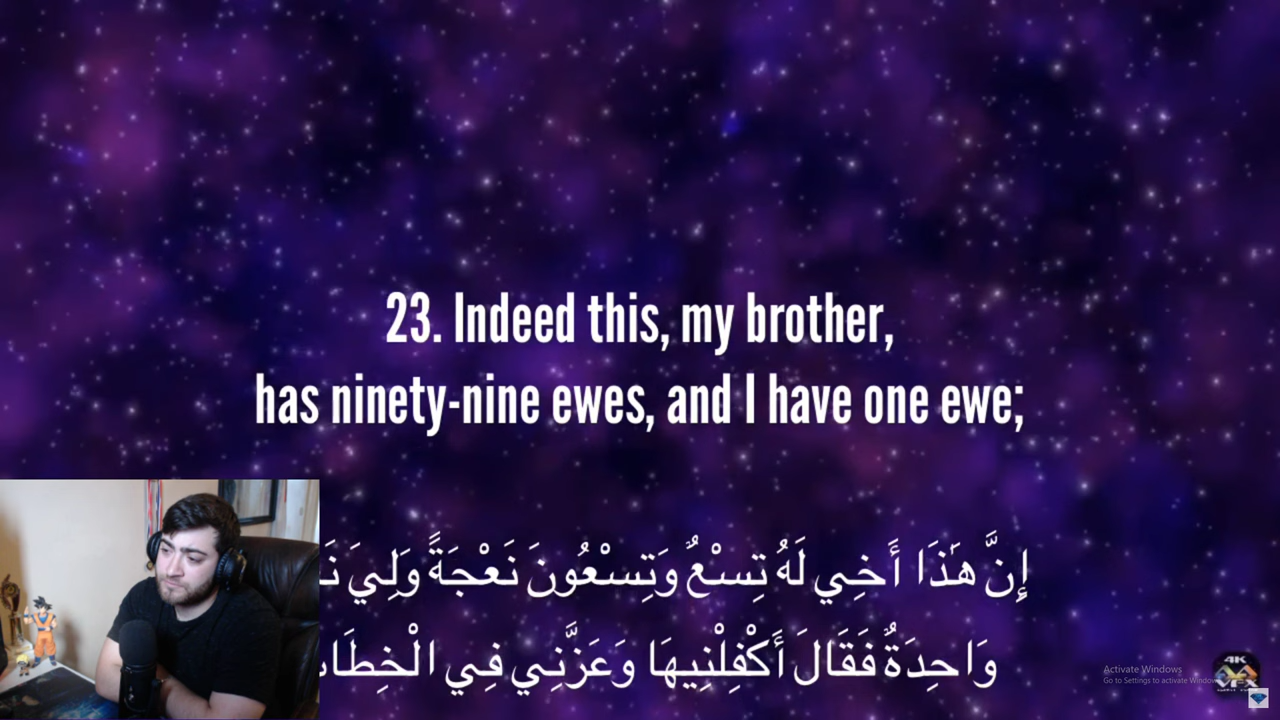 23. Indeed this, my brother,
has ninety-nine ewes, and I have one ewe;
إِنَّ هَٰذَا أَخِي لَهُ تِسْعٌ وَتِسْعُونَ نَعْجَةً وَلِيَ
وَاحِدَةٌ فَقَالَ أَكْفِلْنِيهَا وَعَزَّنِي فِي
Activate Windows
Go to Settings to activate
4K